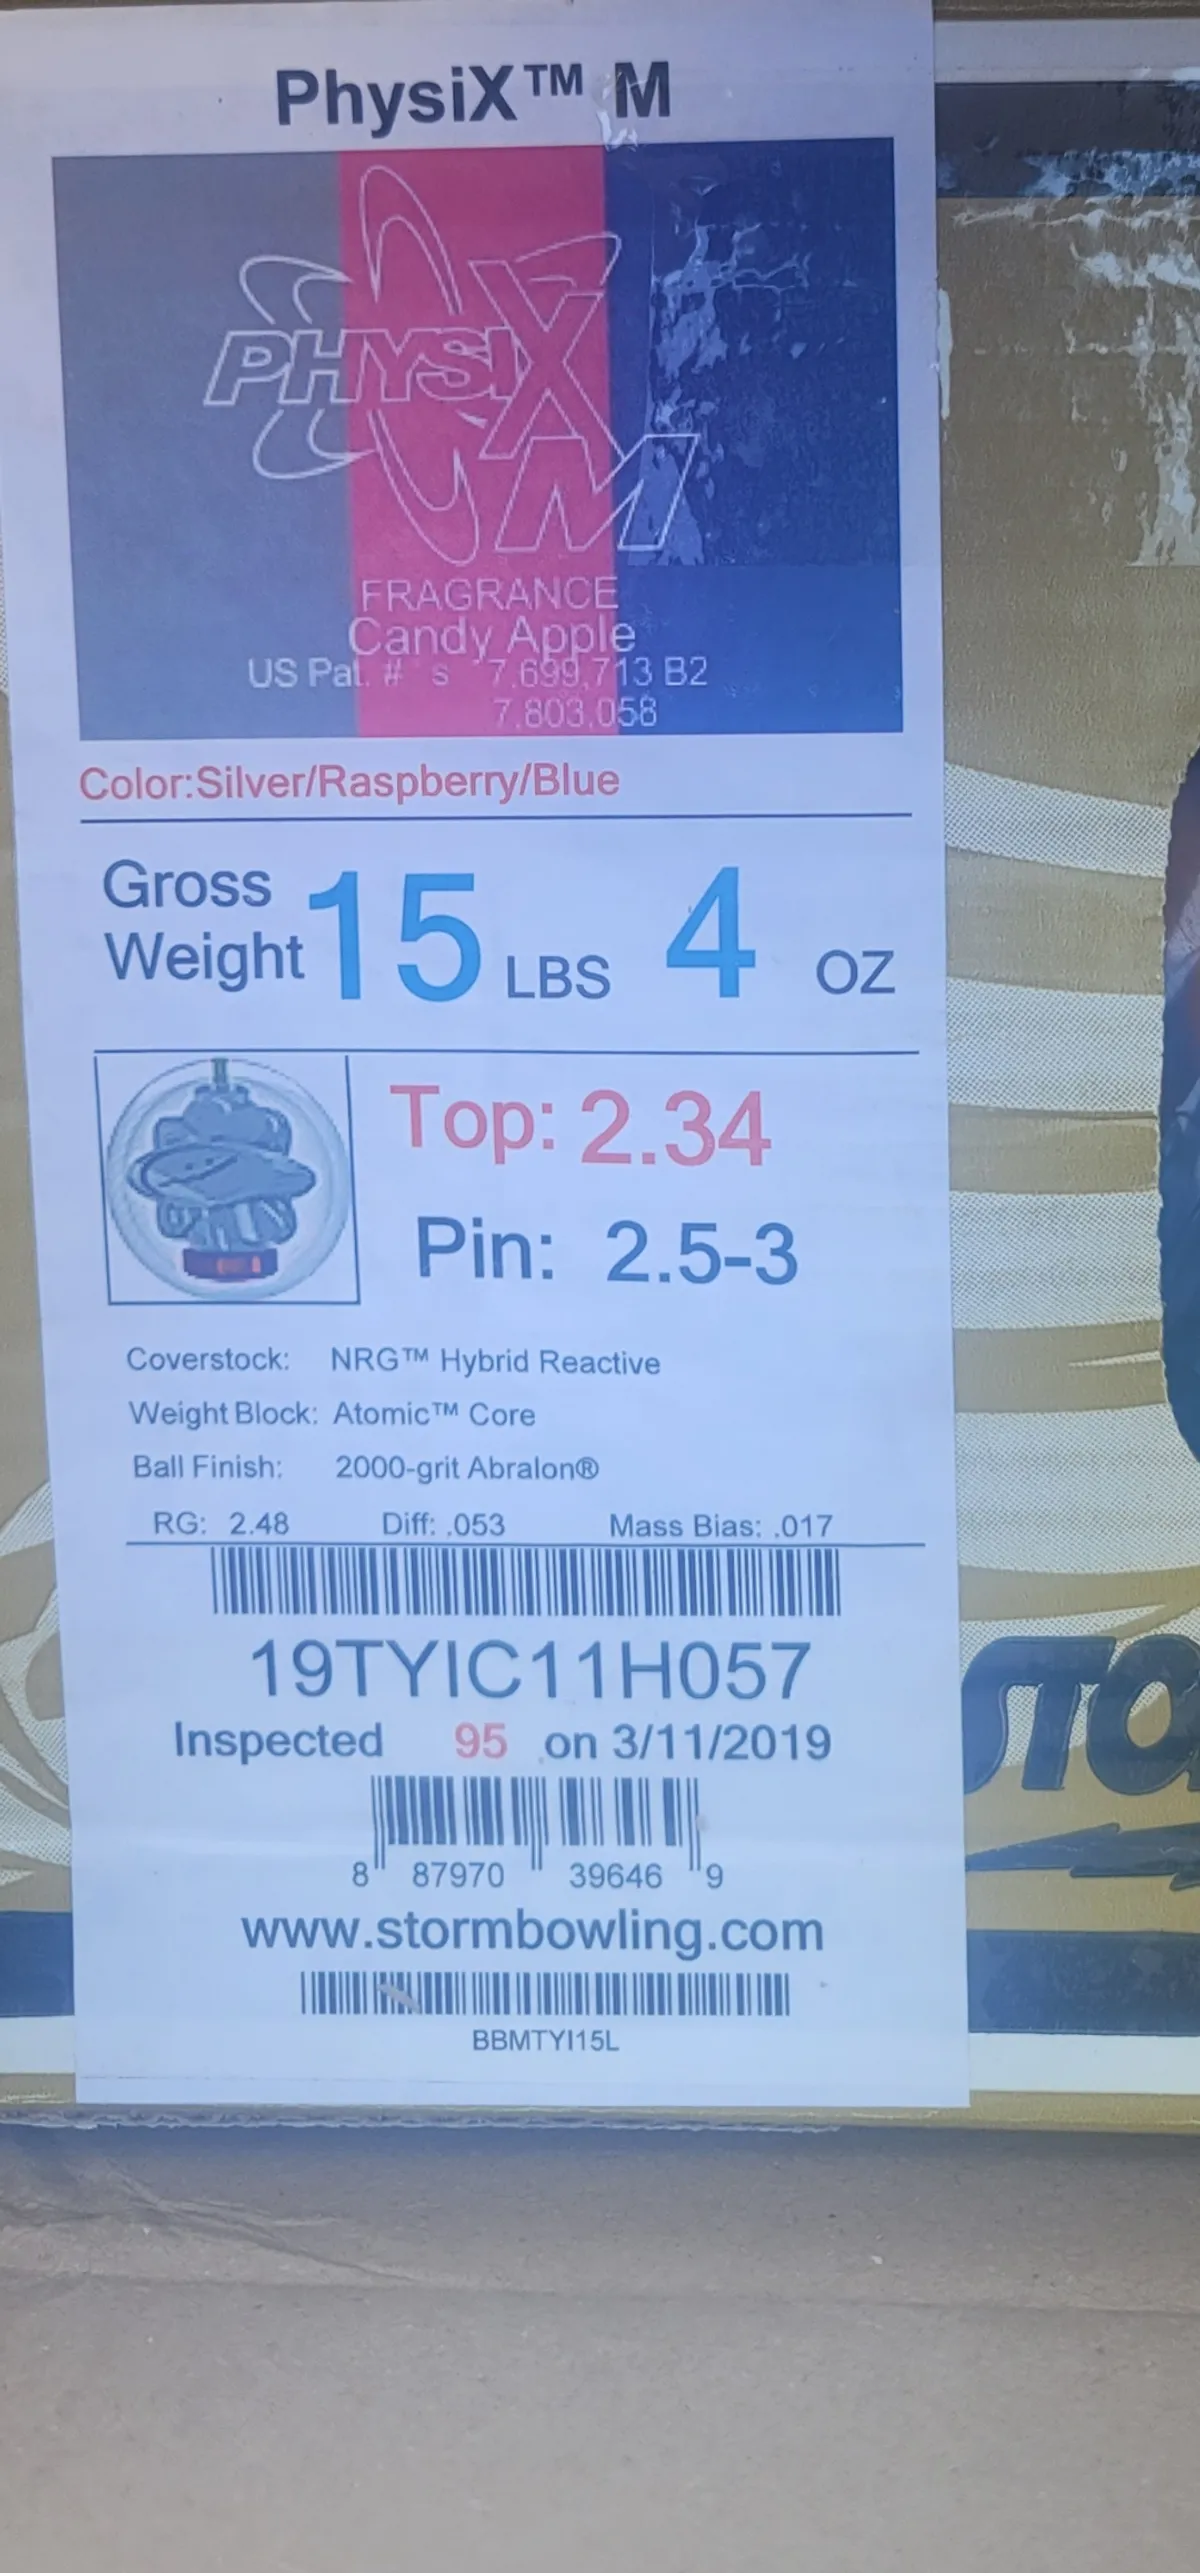 PhysiX™ M
PHYSIX M
FRAGRANCE
Candy Apple
US Pat. # s 7,699,713 B2
7,803,058
Color:Silver/Raspberry/Blue
Gross Weight 15 LBS 4 OZ
Top: 2.34
Pin: 2.5-3
Coverstock: NRG™ Hybrid Reactive
Weight Block: Atomic™ Core
Ball Finish: 2000-grit Abralon®
RG: 2.48 Diff: .053 Mass Bias: .017
19TYIC11H057
Inspected 95 on 3/11/2019
8 87970 39646 9
www.stormbowling.com
BBMTYI15L
STO